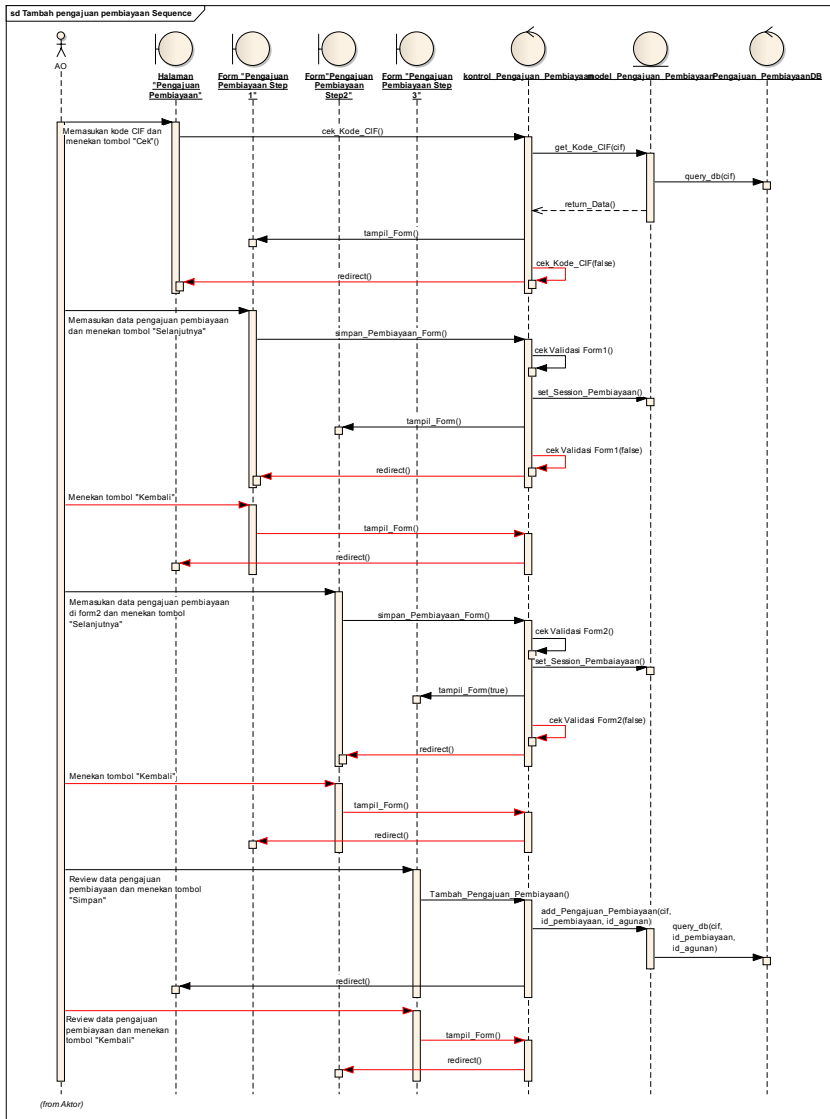 sd Tambah pengajuan pembiayaan Sequence
AO
Halaman
"Pengajuan
Pembiayaan"
Form "Pengajuan
Pembiayaan Step
1"
Form"Pengajuan
Pembiayaan
Step2"
Form "Pengajuan
Pembiayaan Step
3"
kontrol_Pengajuan_Pembiayaan
model_Pengajuan_Pembiayaan
Pengajuan_PembiayaanDB
Memasukan kode CIF dan
menekan tombol "Cek"()
cek_Kode_CIF()
get_Kode_CIF(cif)
query_db(cif)
return_Data()
tampil_Form()
cek_Kode_CIF(false)
redirect()
Memasukan data pengajuan pembiayaan
dan menekan tombol "Selanjutnya"
simpan_Pembiayaan_Form()
cek Validasi Form1()
set_Session_Pembiayaan()
tampil_Form()
cek Validasi Form1(false)
redirect()
Menekan tombol "Kembali"
tampil_Form()
redirect()
Memasukan data pengajuan pembiayaan
di form2 dan menekan tombol
"Selanjutnya"
simpan_Pembiayaan_Form()
cek Validasi Form2()
set_Session_Pembaiayaan()
tampil_Form(true)
cek Validasi Form2(false)
redirect()
Menekan tombol "Kembali"
tampil_Form()
redirect()
Review data pengajuan
pembiayaan dan menekan tombol
"Simpan"
Tambah_Pengajuan_Pembiayaan()
add_Pengajuan_Pembiayaan(cif,
id_pembiayaan, id_agunan)
query_db(cif,
id_pembiayaan,
id_agunan)
redirect()
Review data pengajuan
pembiayaan dan menekan
tombol "Kembali"
tampil_Form()
redirect()
(from Aktor)